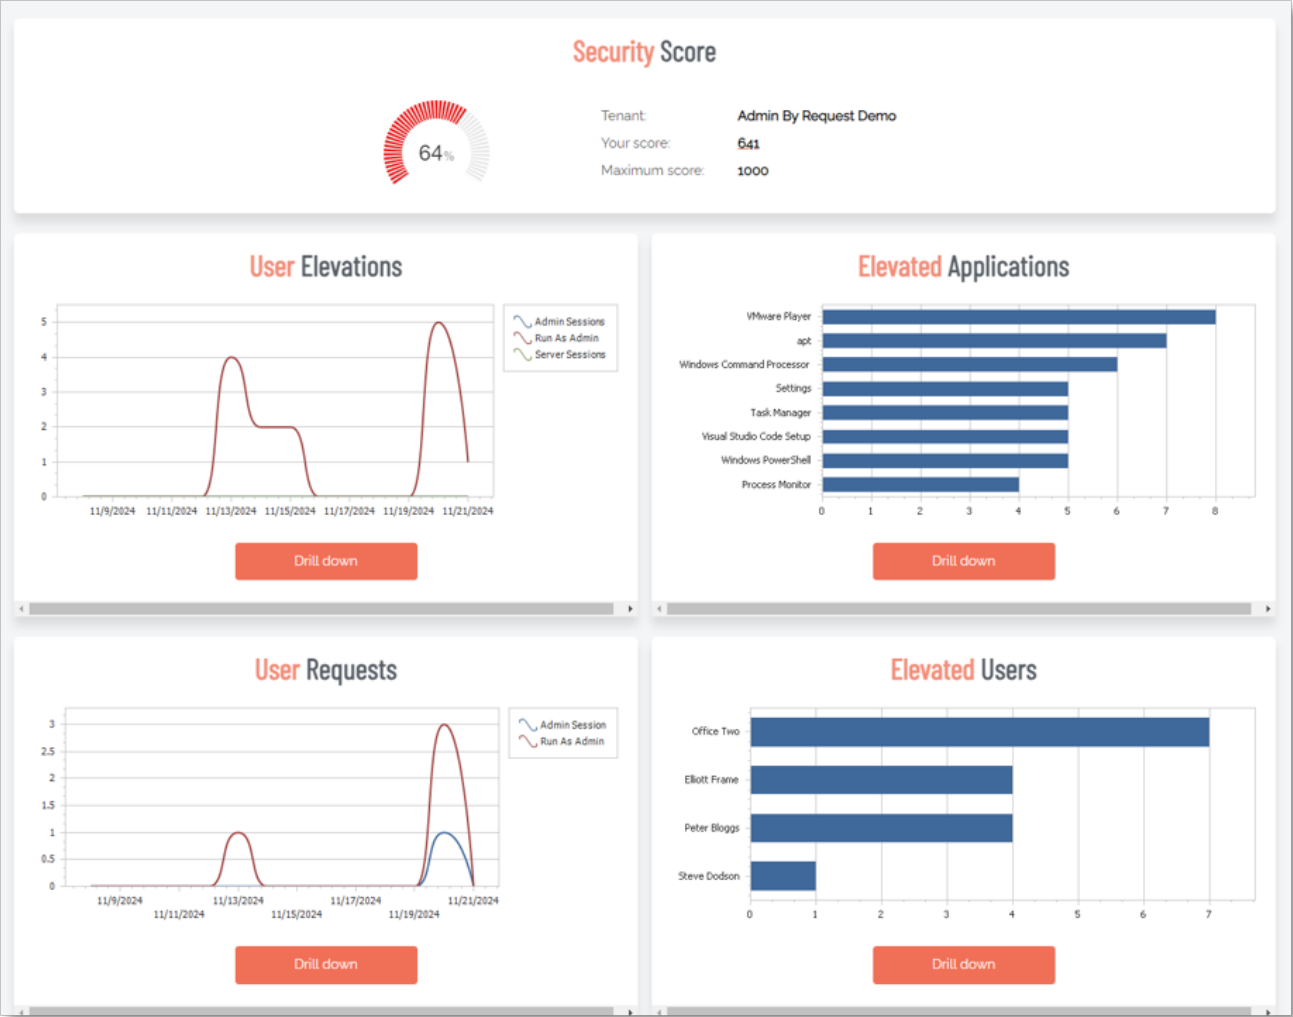 Security Score
64%
Tenant: Admin By Request Demo
Your score: 641
Maximum score: 1000
User Elevations
5
4
3
2
1
0
11/9/2024 11/11/2024 11/13/2024 11/15/2024 11/17/2024 11/19/2024 11/21/2024
Admin Sessions
Run As Admin
Server Sessions
Drill down
Elevated Applications
VMware Player
apt
Windows Command Processor
Settings
Task Manager
Visual Studio Code Setup
Windows PowerShell
Process Monitor
0 1 2 3 4 5 6 7 8
Drill down
User Requests
3
2.5
2
1.5
1
0.5
0
11/9/2024 11/13/2024 11/17/2024 11/21/2024
11/11/2024 11/15/2024 11/19/2024
Admin Session
Run As Admin
Drill down
Elevated Users
Office Two
Elliott Frame
Peter Bloggs
Steve Dodson
0 1 2 3 4 5 6 7
Drill down